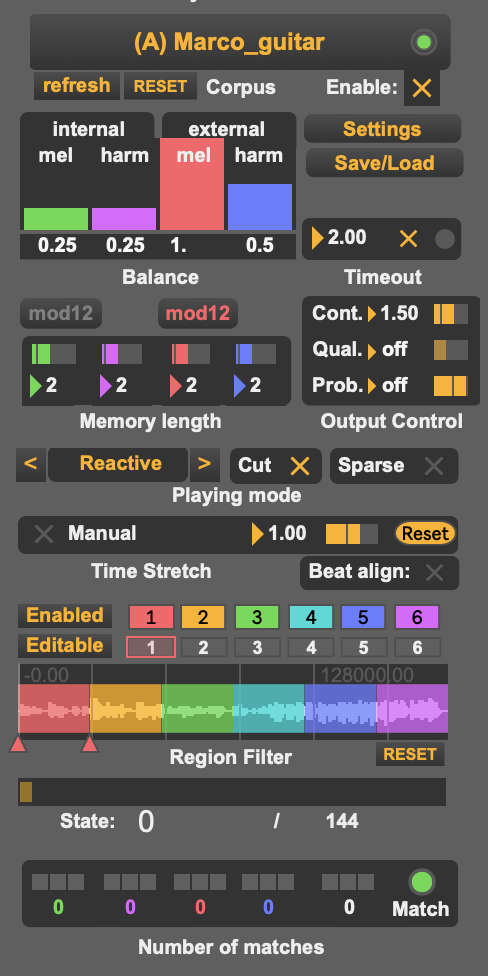 (A) Marco_guitar
refresh RESET Corpus Enable:
internal external Settings
mel harm mel harm Save/Load
0.25 0.25 1. 0.5 2.00
Balance Timeout
mod12 mod12 Cont. 1.50
Qual. off
2 2 2 2 Prob. off
Memory length Output Control
< Reactive > Cut Sparse
Playing mode
Manual 1.00 Reset
Time Stretch Beat align:
Enabled 1 2 3 4 5 6
Editable 1 2 3 4 5 6
-0.00 128000.00
Region Filter RESET
State: 0 / 144
0 0 0 0 0 Match
Number of matches